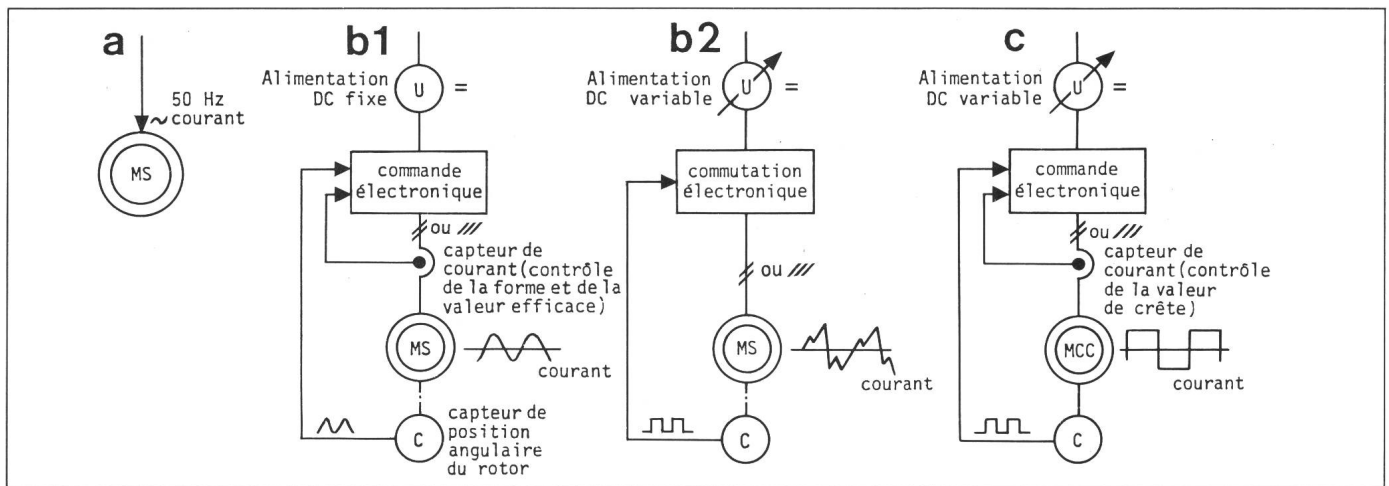 a
50 Hz
~ courant
MS
b1
Alimentation
DC fixe
U =
commande
électronique
// ou ///
capteur de
courant(contrôle
de la forme et de la
valeur efficace)
MS
courant
C
capteur de
position
angulaire
du rotor
b2
Alimentation
DC variable
U =
commutation
électronique
// ou ///
MS
courant
C
c
Alimentation
DC variable
U =
commande
électronique
// ou ///
capteur de
courant(contrôle
de la valeur
de crête)
MCC
courant
C